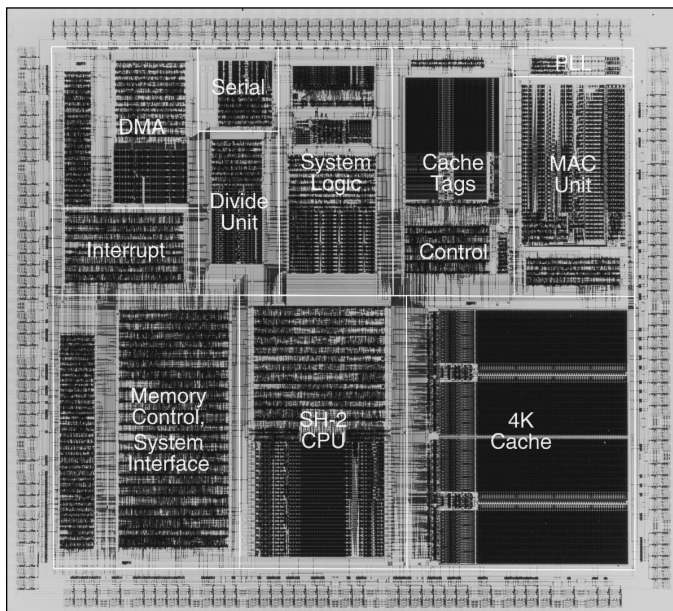 PLL
Serial
DMA
System
Logic
Cache
Tags
MAC
Unit
Divide
Unit
Interrupt
Control
Memory
Control,
System
Interface
SH-2
CPU
4K
Cache